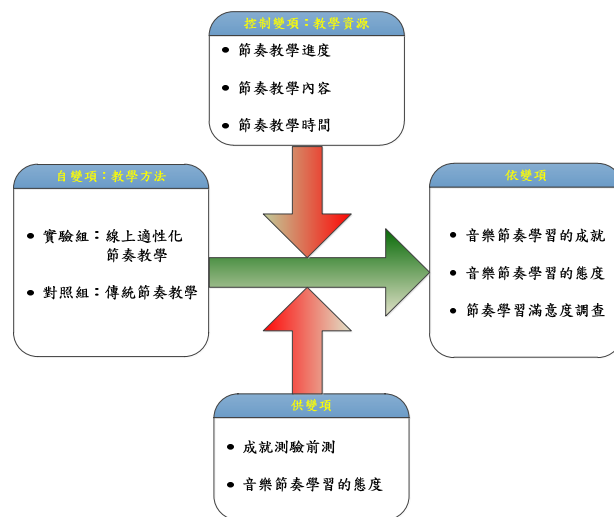 控制變項：教學資源
• 節奏教學進度
• 節奏教學內容
• 節奏教學時間
自變項：教學方法
• 實驗組：線上適性化
節奏教學
• 對照組：傳統節奏教學
依變項
• 音樂節奏學習的成就
• 音樂節奏學習的態度
• 節奏學習滿意度調查
供變項
• 成就測驗前測
• 音樂節奏學習的態度